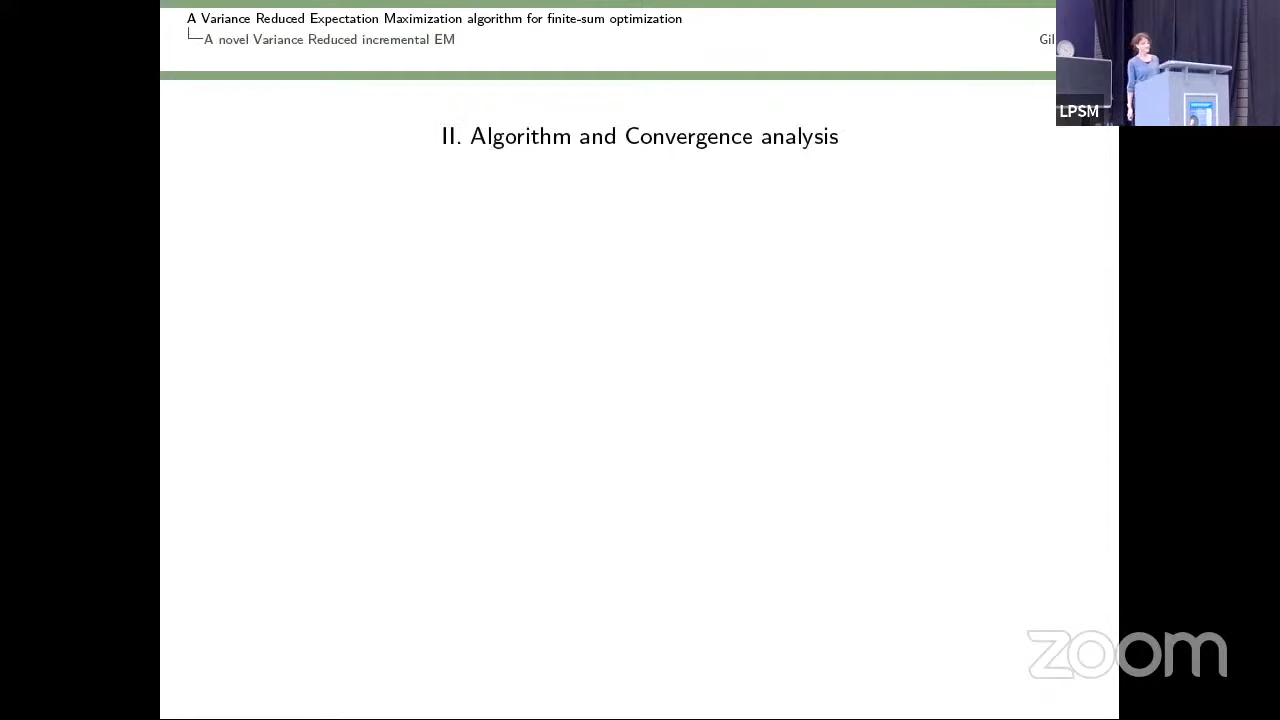 A Variance Reduced Expectation Maximization algorithm for finite-sum optimization
A novel Variance Reduced incremental EM
Gil
LPSM
II. Algorithm and Convergence analysis
zoom